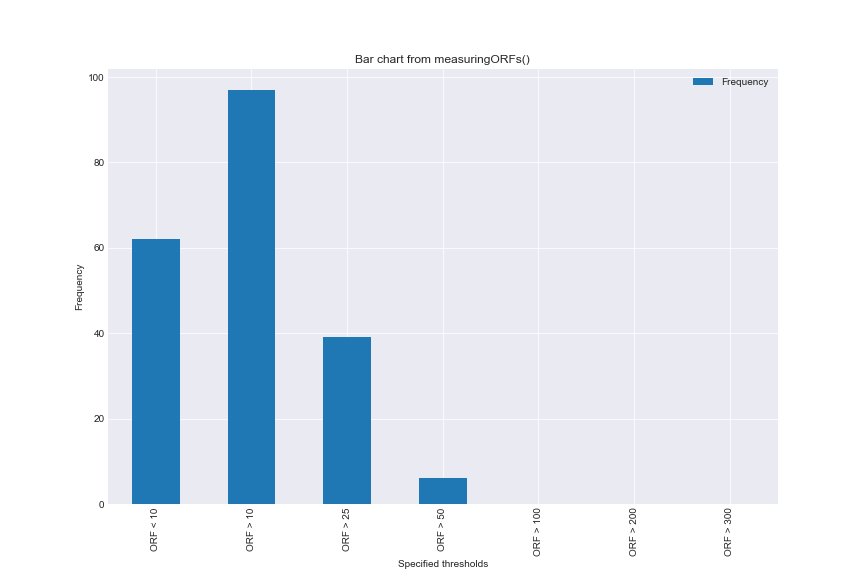 Bar chart from measuringORFs()
Frequency
100
80
60
40
20
0
Frequency
ORF < 10
ORF > 10
ORF > 25
ORF > 50
ORF > 100
ORF > 200
ORF > 300
Specified thresholds